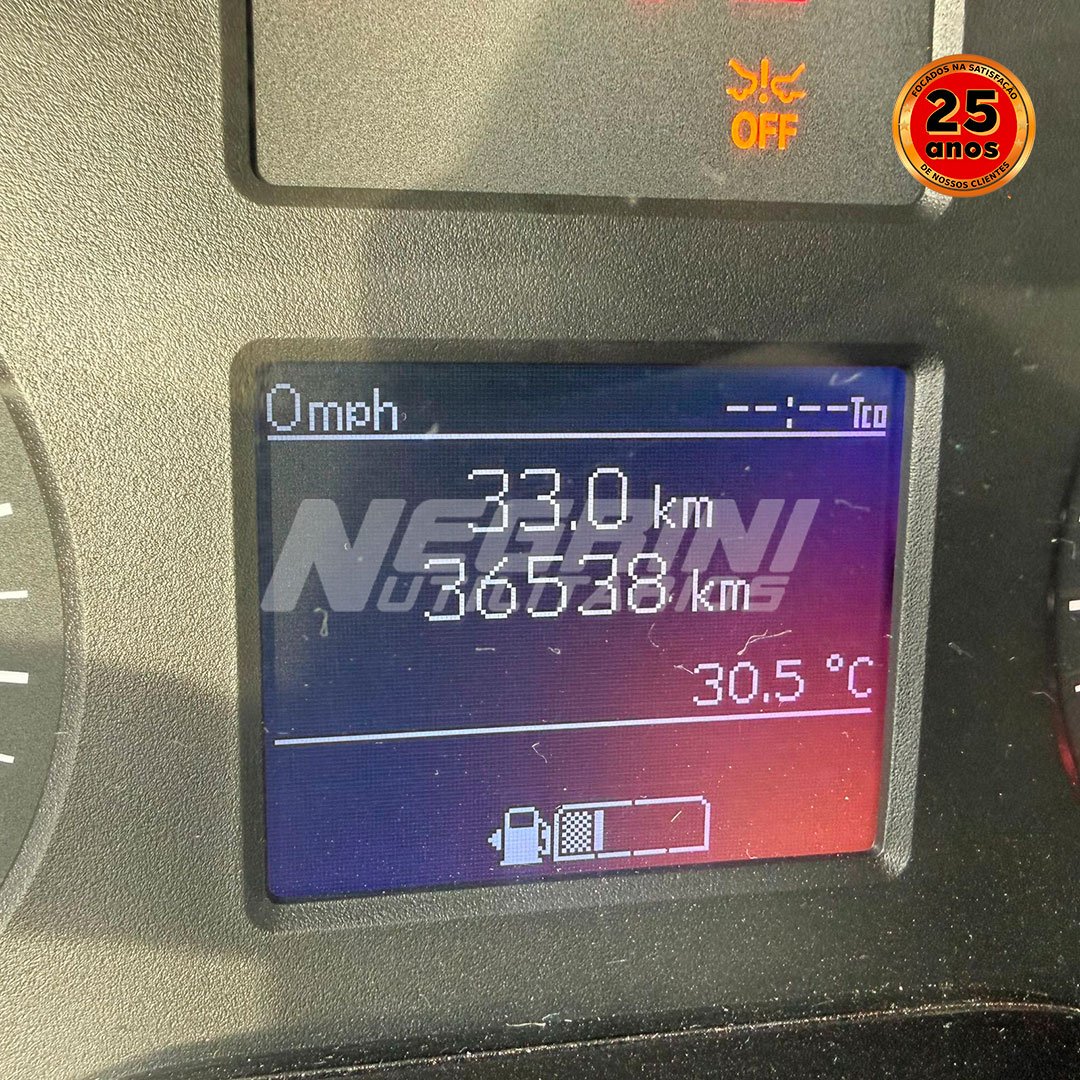 OFF
FOCADOS NA SATISFAÇÃO
25
anos
DE NOSSOS CLIENTES
0mph --:--Tco
33.0 km
NEGRINI
UTILITÁRIOS
36538 km
30.5 °C